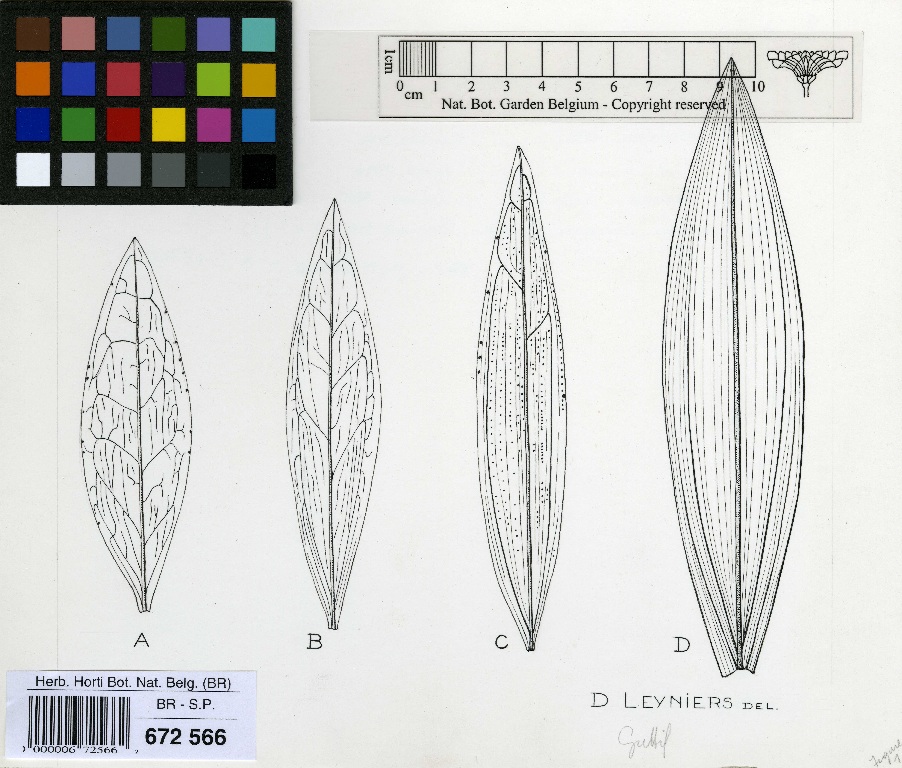 1cm
0 1 2 3 4 5 6 7 8 9 10
cm
Nat. Bot. Garden Belgium - Copyright reserved
A B C D
D LEYNIERS DEL.
Herb. Horti Bot. Nat. Belg. (BR)
BR - S.P.
672 566
000006 72566